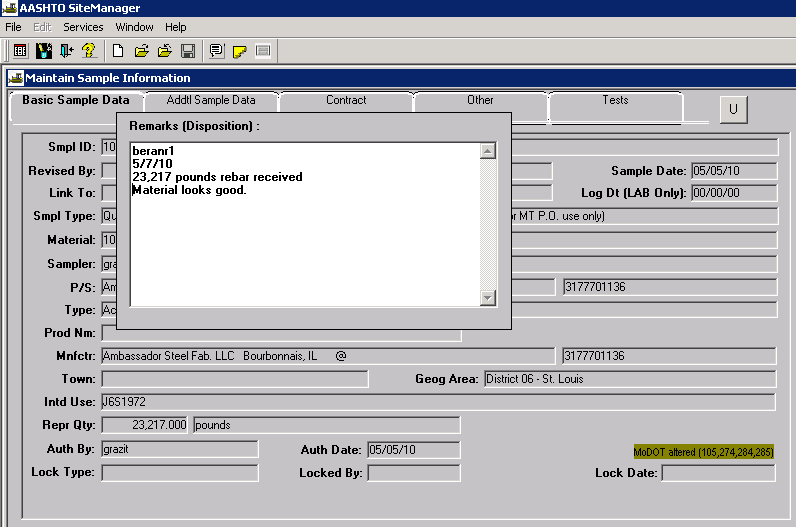 AASHTO SiteManager
File Edit Services Window Help
Maintain Sample Information
Basic Sample Data Addtl Sample Data Contract Other Tests U
Remarks (Disposition) :
beranr1
5/7/10
23,217 pounds rebar received
Material looks good.
Smpl ID: 10
Revised By: Sample Date: 05/05/10
Link To: Log Dt (LAB Only): 00/00/00
Smpl Type: Qu MT P.O. use only)
Material: 10
Sampler: gra
P/S: Am 3177701136
Type: Ac
Prod Nm:
Mnfctr: Ambassador Steel Fab. LLC Bourbonnais, IL @ 3177701136
Town: Geog Area: District 06 - St. Louis
Intd Use: J6S1972
Repr Qty: 23,217.000 pounds
Auth By: grazit Auth Date: 05/05/10 MoDOT altered (105,274,284,285)
Lock Type: Locked By: Lock Date: